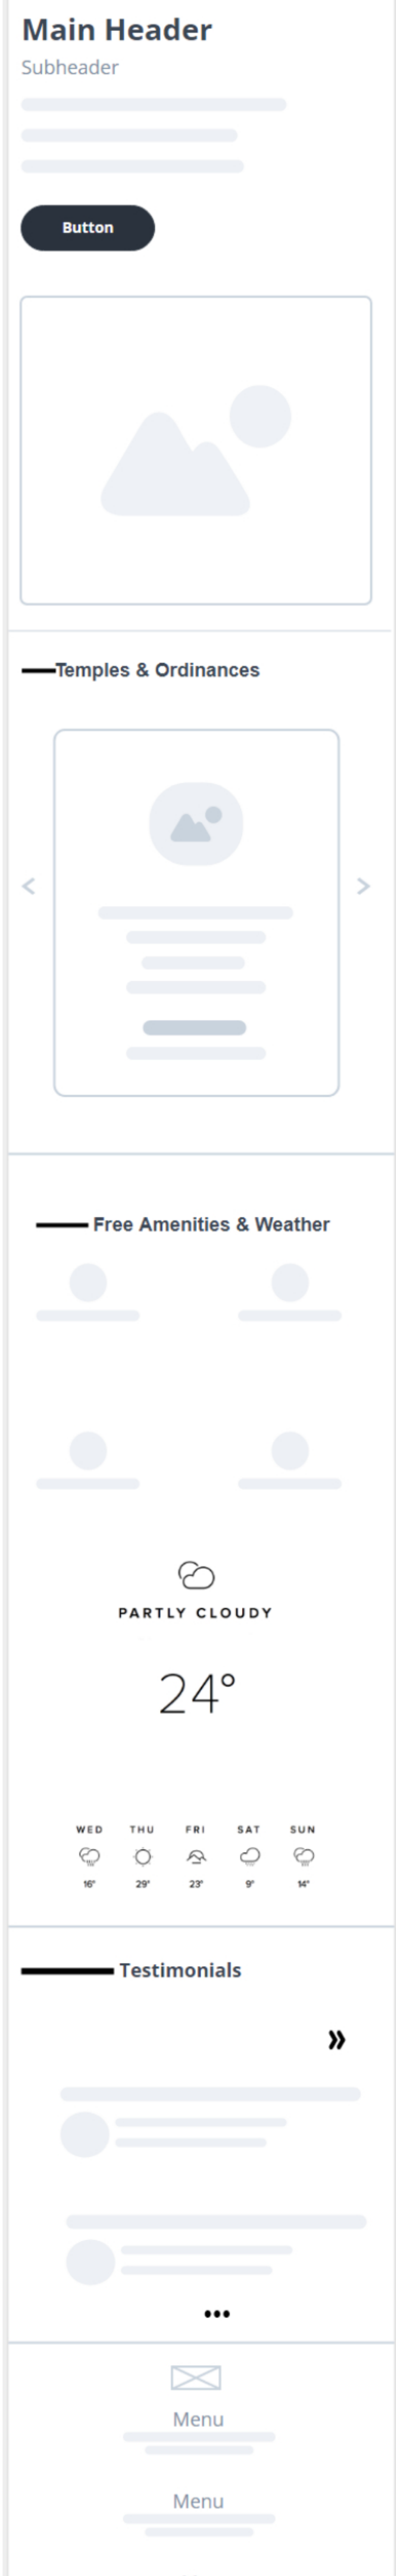 Main Header
Subheader
Button
Temples & Ordinances
Free Amenities & Weather
PARTLY CLOUDY
24°
WED THU FRI SAT SUN
16° 29° 23° 9° 14°
Testimonials
Menu
Menu